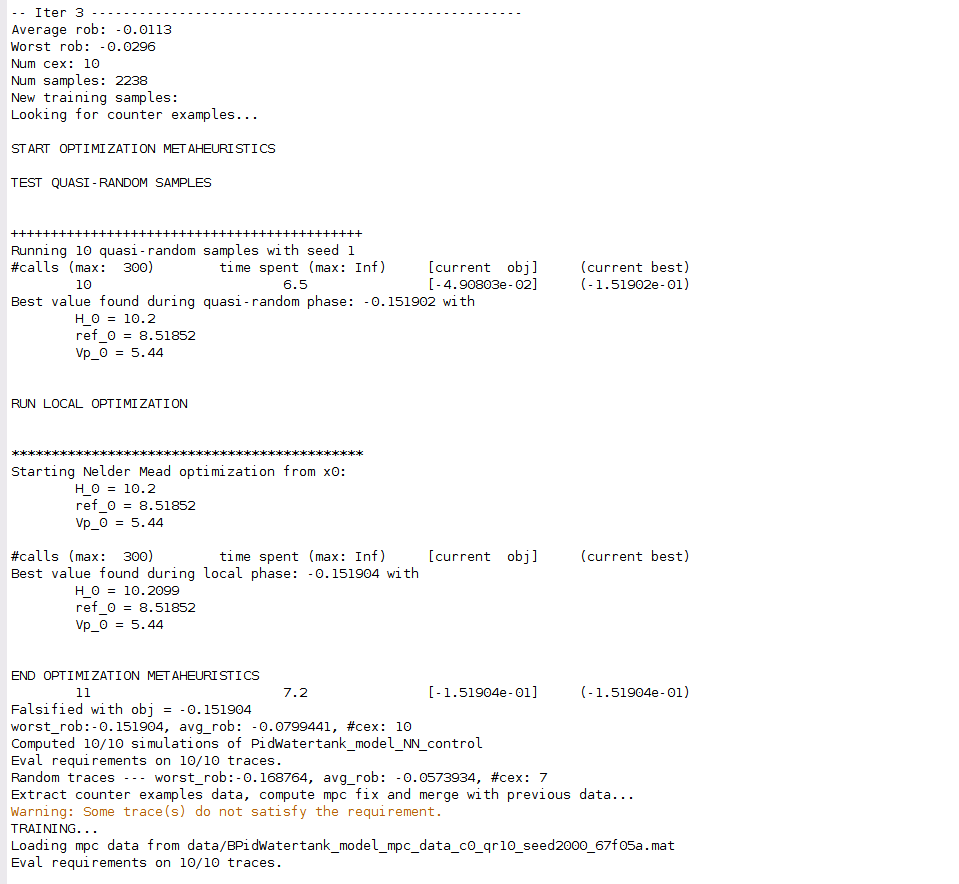 -- Iter 3 ------------------------------------------------------
Average rob: -0.0113
Worst rob: -0.0296
Num cex: 10
Num samples: 2238
New training samples:
Looking for counter examples...
START OPTIMIZATION METAHEURISTICS
TEST QUASI-RANDOM SAMPLES
++++++++++++++++++++++++++++++++++++++++++++
Running 10 quasi-random samples with seed 1
#calls (max:  300)        time spent (max: Inf)     [current  obj]     (current best)
        10                        6.5               [-4.90803e-02]     (-1.51902e-01)
Best value found during quasi-random phase: -0.151902 with
        H_0 = 10.2
        ref_0 = 8.51852
        Vp_0 = 5.44
RUN LOCAL OPTIMIZATION
********************************************
Starting Nelder Mead optimization from x0:
        H_0 = 10.2
        ref_0 = 8.51852
        Vp_0 = 5.44
#calls (max:  300)        time spent (max: Inf)     [current  obj]     (current best)
Best value found during local phase: -0.151904 with
        H_0 = 10.2099
        ref_0 = 8.51852
        Vp_0 = 5.44
END OPTIMIZATION METAHEURISTICS
        11                        7.2               [-1.51904e-01]     (-1.51904e-01)
Falsified with obj = -0.151904
worst_rob:-0.151904, avg_rob: -0.0799441, #cex: 10
Computed 10/10 simulations of PidWatertank_model_NN_control
Eval requirements on 10/10 traces.
Random traces --- worst_rob:-0.168764, avg_rob: -0.0573934, #cex: 7
Extract counter examples data, compute mpc fix and merge with previous data...
Warning: Some trace(s) do not satisfy the requirement.
TRAINING...
Loading mpc data from data/BPidWatertank_model_mpc_data_c0_qr10_seed2000_67f05a.mat
Eval requirements on 10/10 traces.